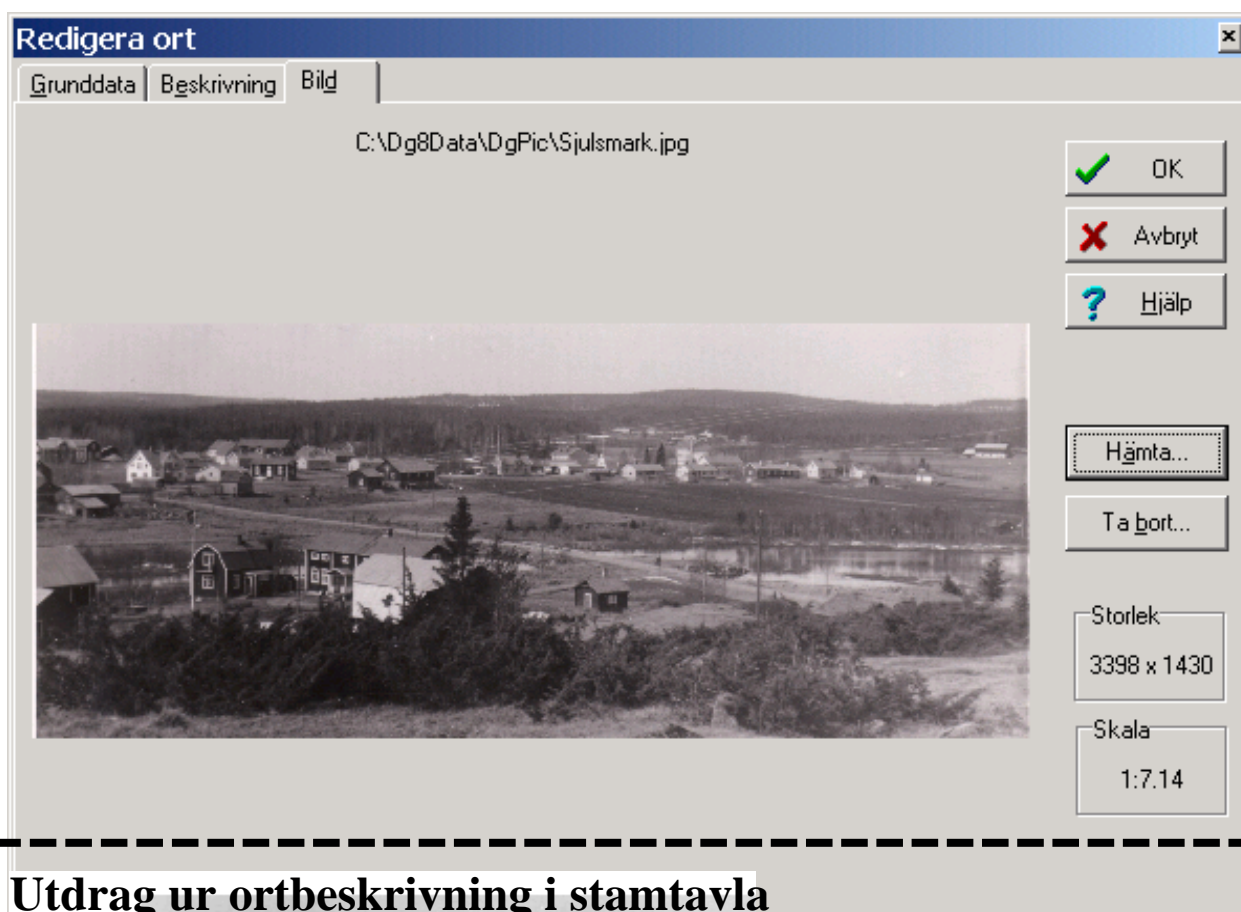 Redigera ort
Grunddata Beskrivning Bild
C:\Dg8Data\DgPic\Sjulsmark.jpg
OK
Avbryt
Hjälp
Hämta...
Ta bort...
Storlek
3398 x 1430
Skala
1:7.14
Utdrag ur ortbeskrivning i stamtavla